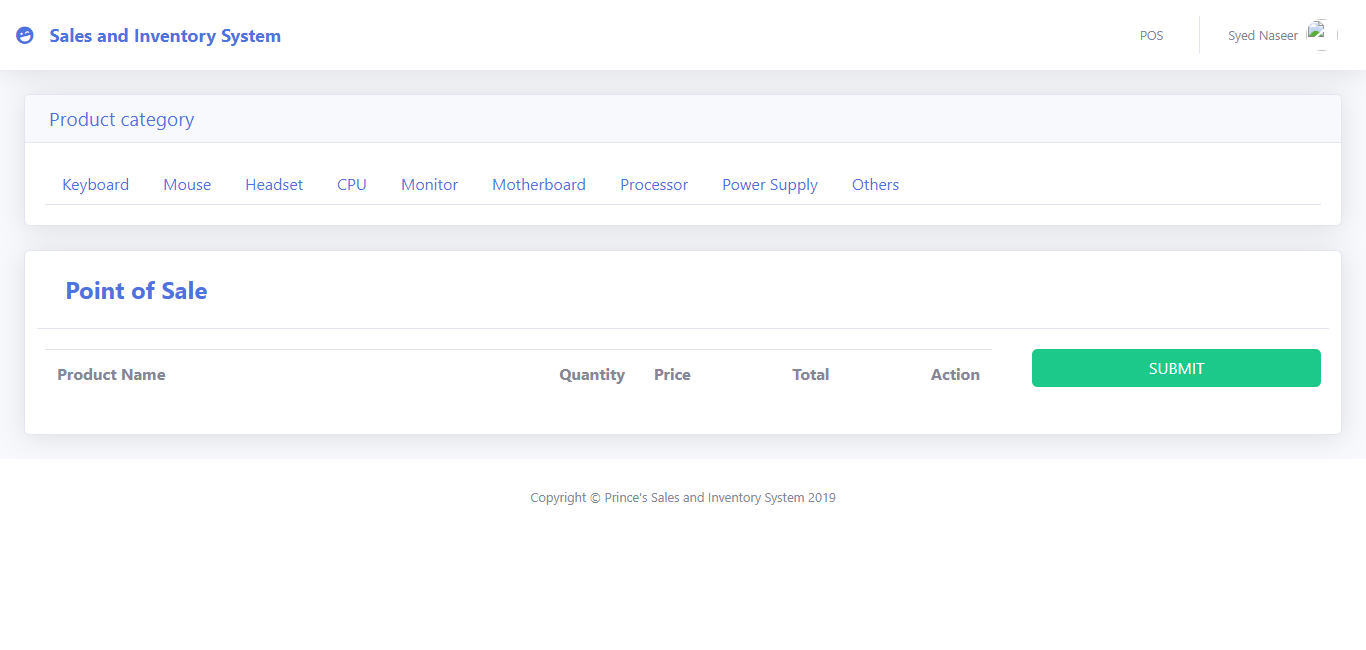 Sales and Inventory System POS Syed Naseer
Product category
Keyboard Mouse Headset CPU Monitor Motherboard Processor Power Supply Others
Point of Sale
Product Name Quantity Price Total Action SUBMIT
Copyright © Prince's Sales and Inventory System 2019